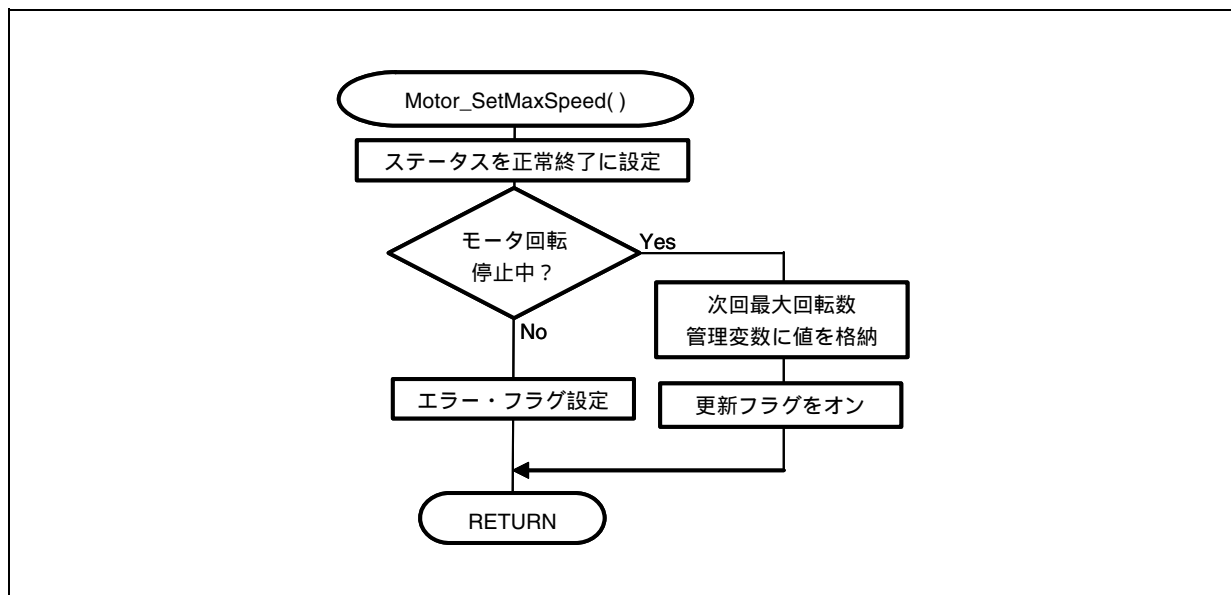 Motor_SetMaxSpeed( )
ステータスを正常終了に設定
モータ回転
停止中？
Yes
次回最大回転数
管理変数に値を格納
No
エラー・フラグ設定
更新フラグをオン
RETURN